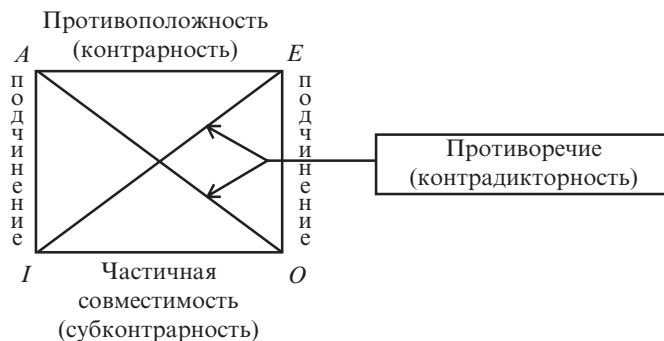 Противоположность
(контрарность)
A
E
подчинение
подчинение
Противоречие
(контрадикторность)
I
Частичная
совместимость
(субконтрарность)
O